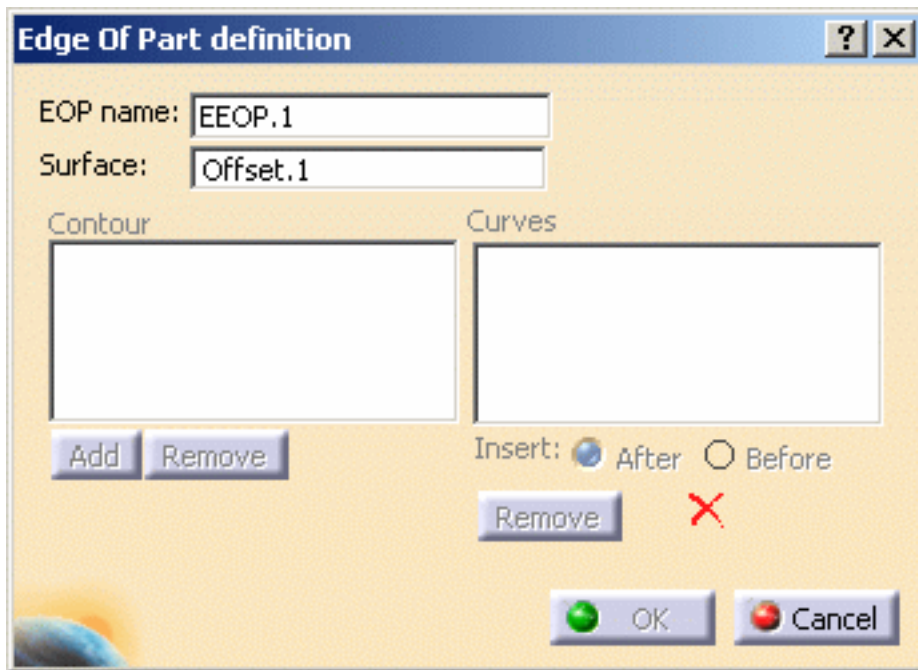 Edge Of Part definition
EOP name: EEOP.1
Surface: Offset.1
Contour Curves
Add Remove
Insert: After Before
Remove
OK Cancel